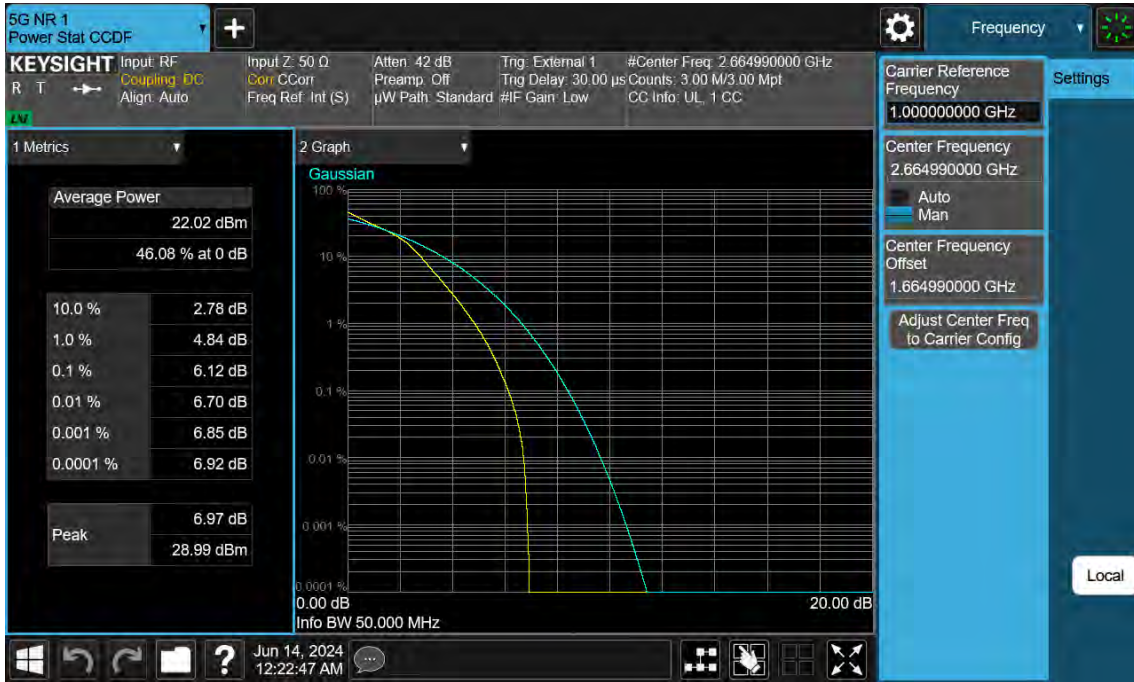 5G NR 1
Power Stat CCDF
Frequency
KEYSIGHT
R T
LNI
Input: RF
Coupling: DC
Align: Auto
Input Z: 50 Ω
Corr CCorr
Freq Ref: Int (S)
Atten: 42 dB
Preamp: Off
µW Path: Standard
#IF Gain: Low
Trig: External 1
Trig Delay: 30.00 µs
#Center Freq: 2.664990000 GHz
Counts: 3.00 M/3.00 Mpt
CC Info: UL, 1 CC
1 Metrics
Average Power
22.02 dBm
46.08 % at 0 dB
10.0 % 2.78 dB
1.0 % 4.84 dB
0.1 % 6.12 dB
0.01 % 6.70 dB
0.001 % 6.85 dB
0.0001 % 6.92 dB
Peak
6.97 dB
28.99 dBm
2 Graph
Gaussian
100 %
10 %
1 %
0.1 %
0.01 %
0.001 %
0.0001 %
0.00 dB 20.00 dB
Info BW 50.000 MHz
Carrier Reference
Frequency
1.000000000 GHz
Center Frequency
2.664990000 GHz
Auto
Man
Center Frequency
Offset
1.664990000 GHz
Adjust Center Freq
to Carrier Config
Settings
Local
?
Jun 14, 2024
12:22:47 AM